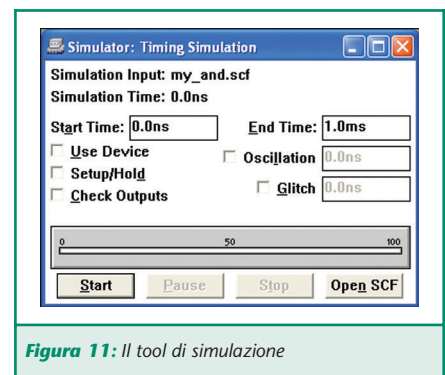 Simulator: Timing Simulation
Simulation Input: my_and.scf
Simulation Time: 0.0ns
Start Time: 0.0ns End Time: 1.0ms
Use Device Oscillation 0.0ns
Setup/Hold Glitch 0.0ns
Check Outputs
0 50 100
Start Pause Stop Open SCF
Figura 11: Il tool di simulazione